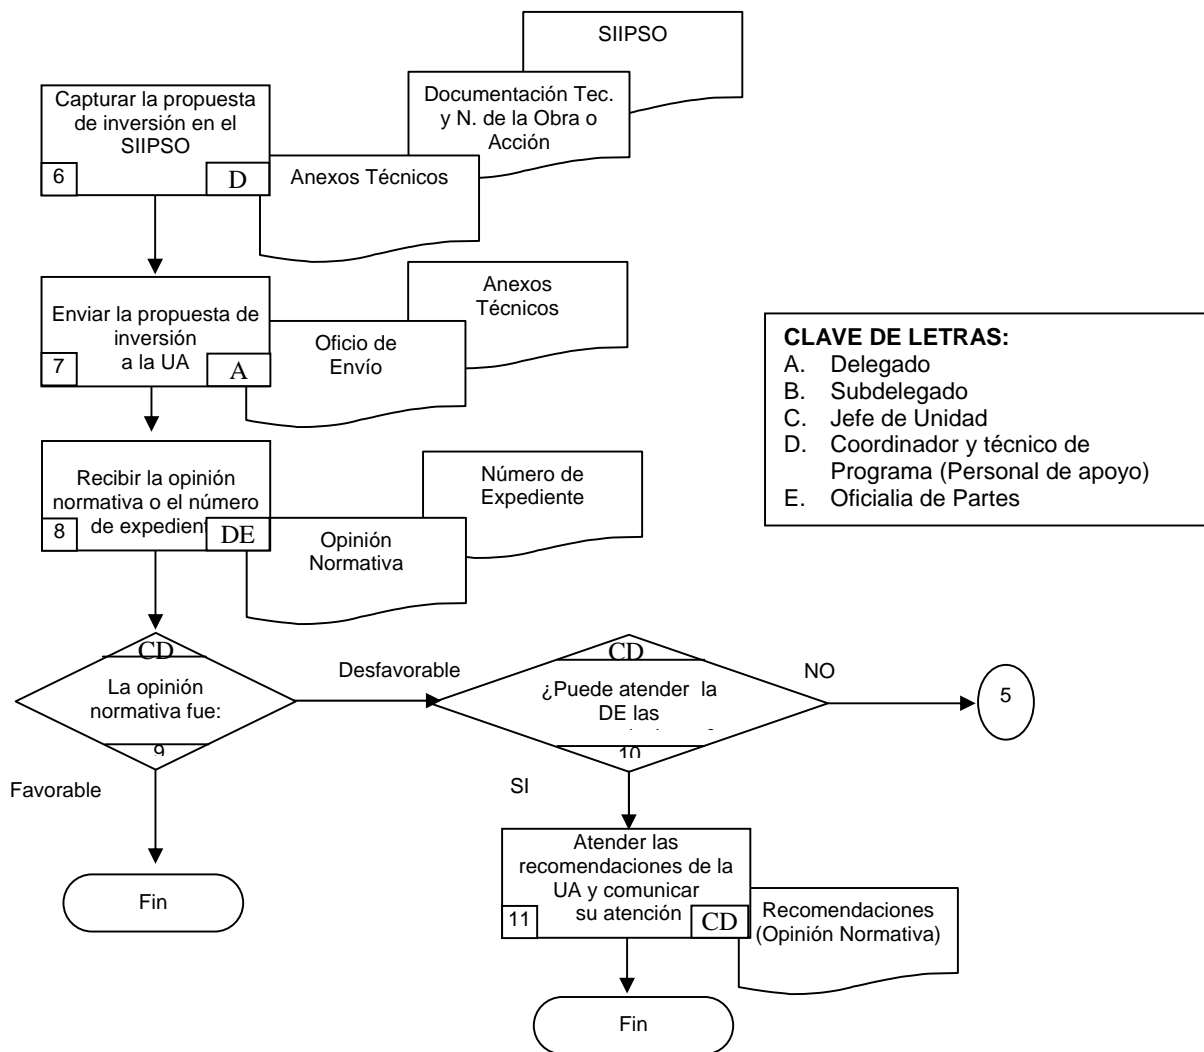 SIIPSO
Documentación Tec.
y N. de la Obra o
Acción
Capturar la propuesta
de inversión en el
SIIPSO
6
D
Anexos Técnicos
Anexos
Técnicos
Enviar la propuesta de
inversión
a la UA
7
A
Oficio de
Envío
CLAVE DE LETRAS:
A. Delegado
B. Subdelegado
C. Jefe de Unidad
D. Coordinador y técnico de
Programa (Personal de apoyo)
E. Oficialia de Partes
Número de
Expediente
Recibir la opinión
normativa o el número
de expedient
8
DE
Opinión
Normativa
CD
La opinión
normativa fue:
9
Desfavorable
CD
¿Puede atender la
DE las
10
NO
5
Favorable
SI
Fin
Atender las
recomendaciones de la
UA y comunicar
su atención
11
CD
Recomendaciones
(Opinión Normativa)
Fin